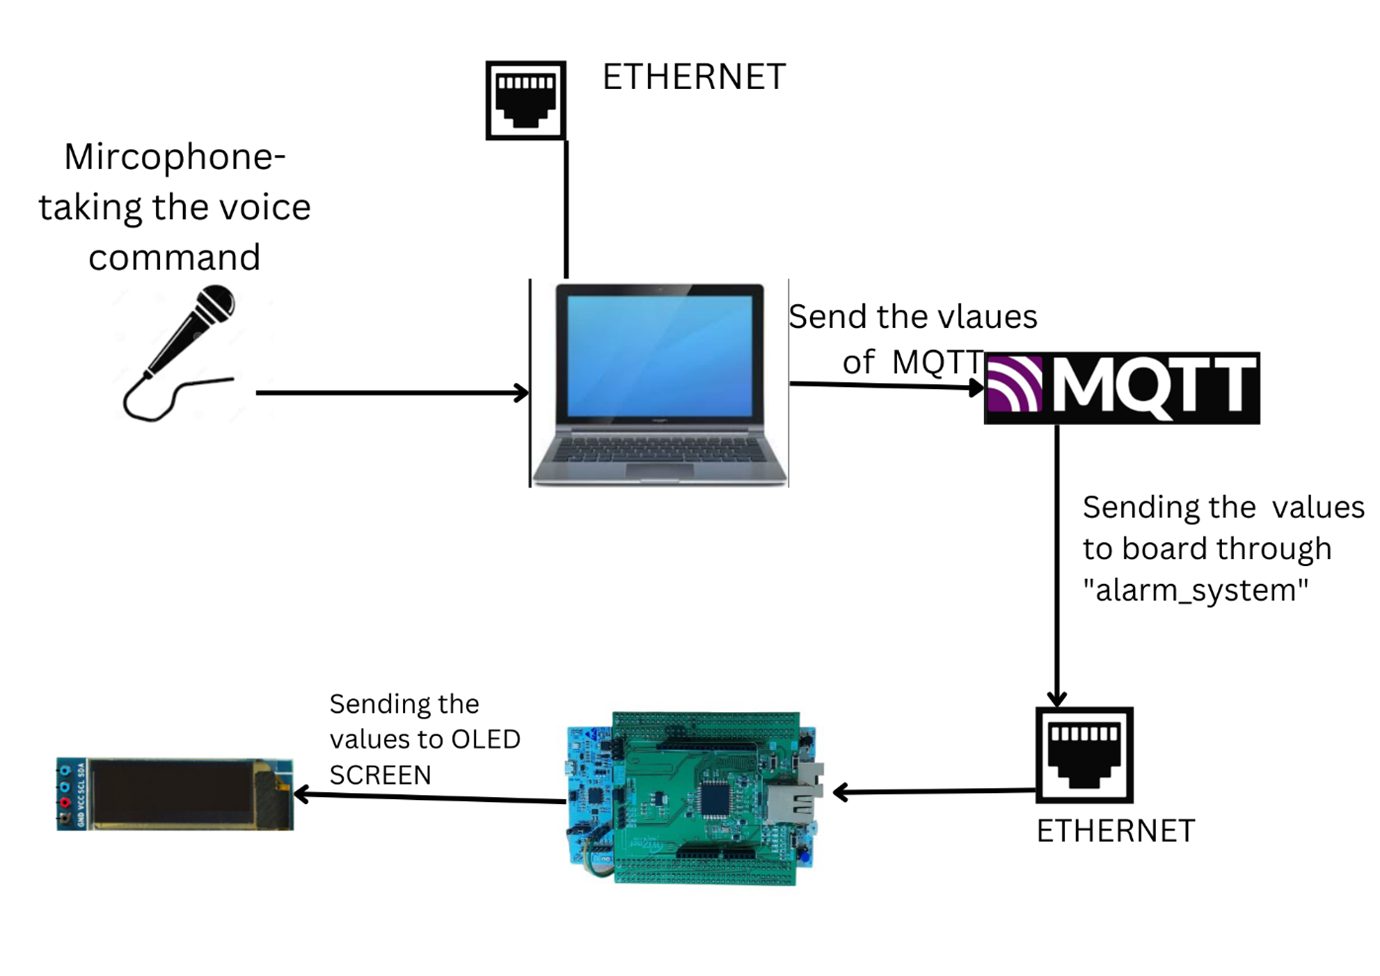 ETHERNET
Mircophone-
taking the voice
command
Send the vlaues
of MQTT
MQTT
Sending the values
to board through
"alarm_system"
ETHERNET
Sending the
values to OLED
SCREEN
GND VCC SCL SDA